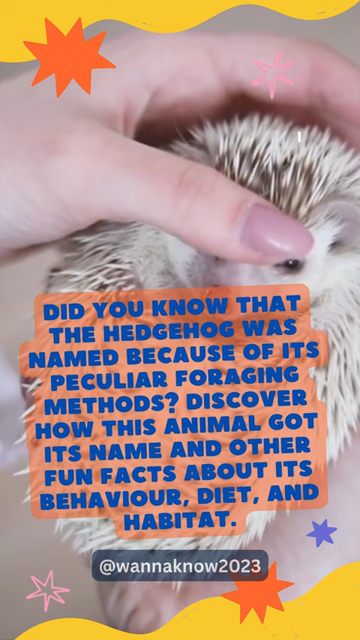 DID YOU KNOW THAT
THE HEDGEHOG WAS
NAMED BECAUSE OF ITS
PECULIAR FORAGING
METHODS? DISCOVER
HOW THIS ANIMAL GOT
ITS NAME AND OTHER
FUN FACTS ABOUT ITS
BEHAVIOUR, DIET, AND
HABITAT.
@wannaknow2023